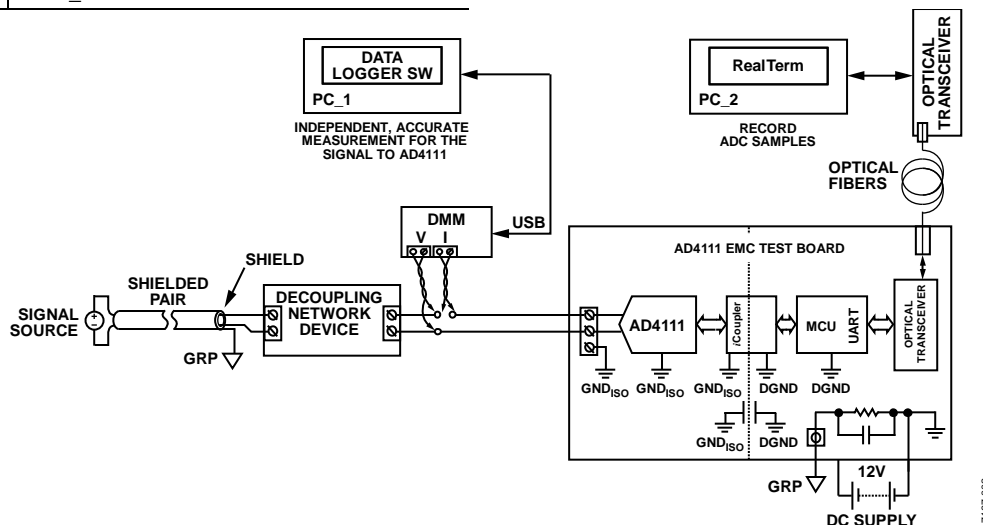 DATA
LOGGER SW
PC_1
INDEPENDENT, ACCURATE
MEASUREMENT FOR THE
SIGNAL TO AD4111
RealTerm
PC_2
RECORD
ADC SAMPLES
OPTICAL
TRANSCEIVER
OPTICAL
FIBERS
DMM
V I
USB
AD4111 EMC TEST BOARD
SHIELD
SHIELDED
PAIR
SIGNAL
SOURCE
+
–
GRP
DECOUPLING
NETWORK
DEVICE
AD4111
iCoupler
MCU
UART
OPTICAL
TRANSCEIVER
GNDISO
GNDISO
GNDISO
DGND
DGND
GNDISO
DGND
GRP
12V
DC SUPPLY